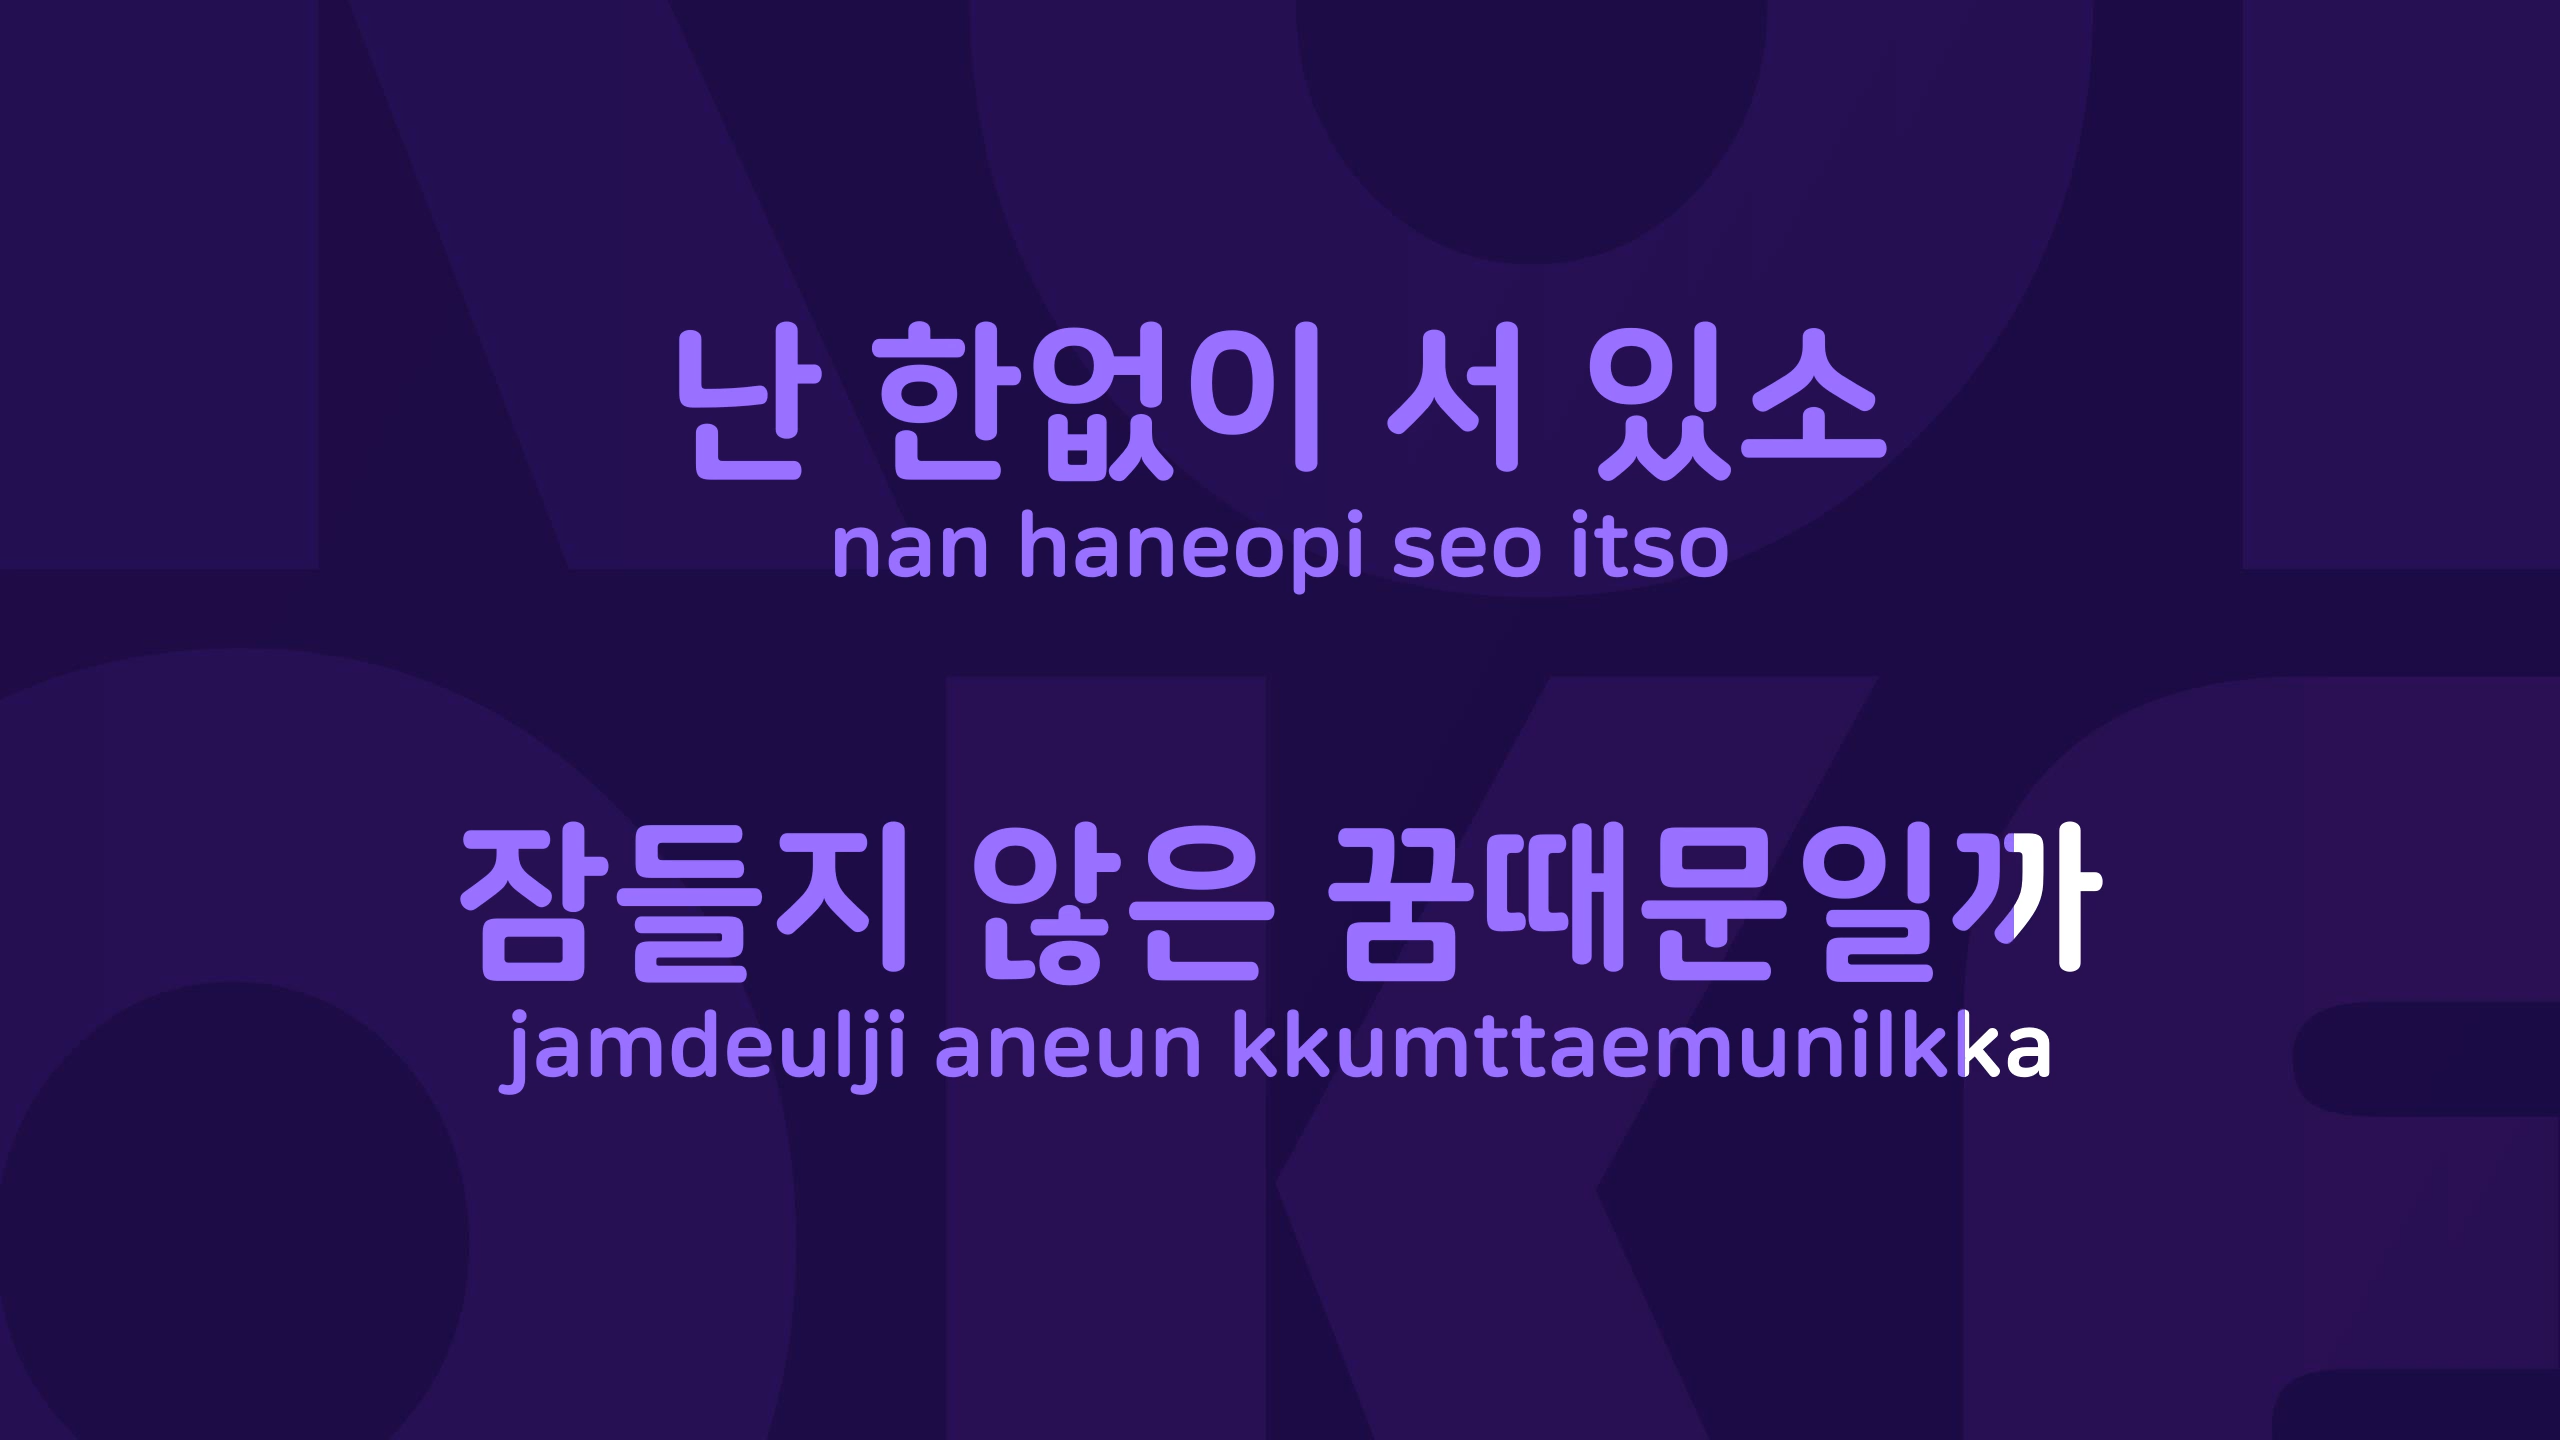 난 한없이 서 있소
nan haneopi seo itso
잠들지 않은 꿈때문일까
jamdeulji aneun kkumttaemunilkka